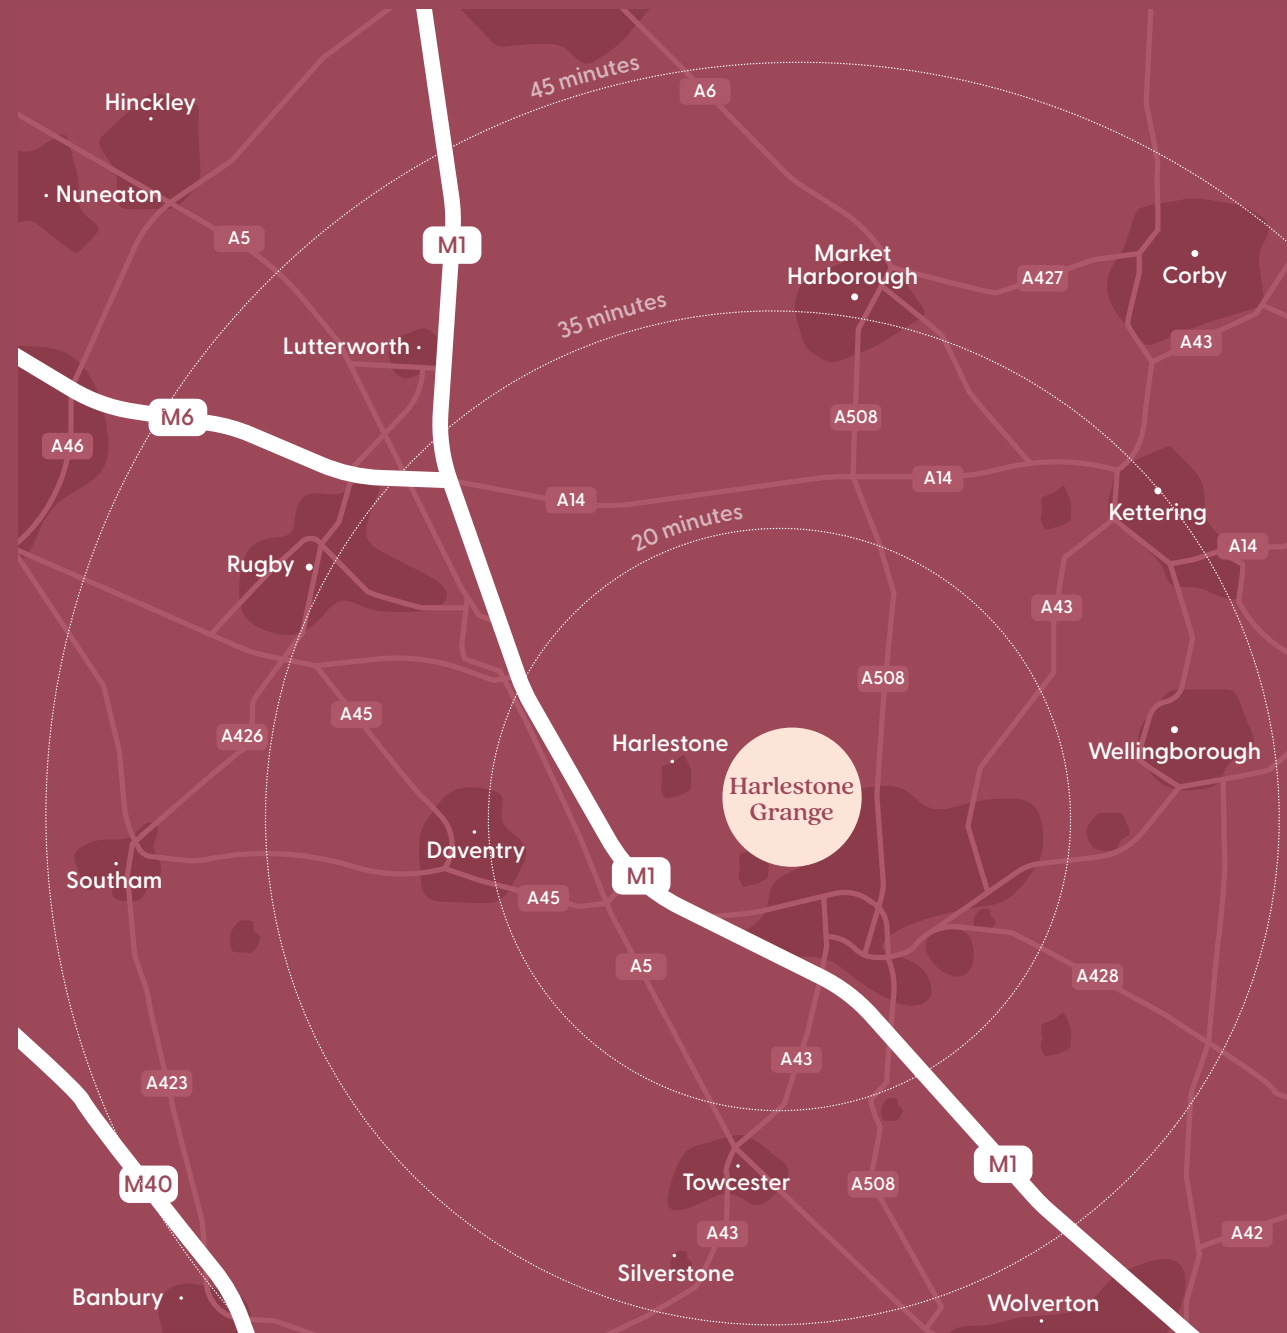 45 minutes
A6
Hinckley
Nuneaton
A5
M1
Market
Harborough
A427
Corby
35 minutes
Lutterworth
A43
M6
A508
A46
A14
A14
20 minutes
Kettering
A14
Rugby
A43
A508
A45
A426
Harlestone
Wellingborough
Harlestone
Grange
Daventry
Southam
M1
A45
A5
A428
A43
A423
M1
M40
Towcester
A508
A43
A42
Silverstone
Banbury
Wolverton